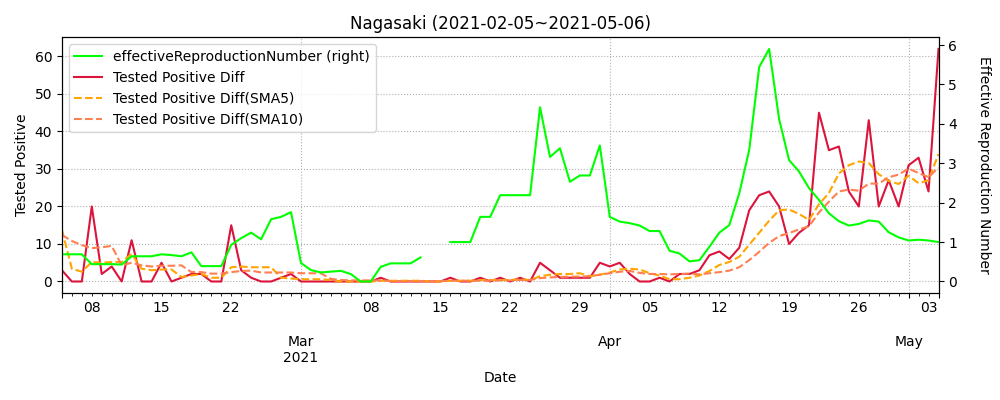 Nagasaki (2021-02-05~2021-05-06)
effectiveReproductionNumber (right)
Tested Positive Diff
Tested Positive Diff(SMA5)
Tested Positive Diff(SMA10)
Tested Positive
60
50
40
30
20
10
0
Effective Reproduction Number
6
5
4
3
2
1
0
08 15 22 08 15 22 29 05 12 19 26 03
Mar Apr May
2021
Date